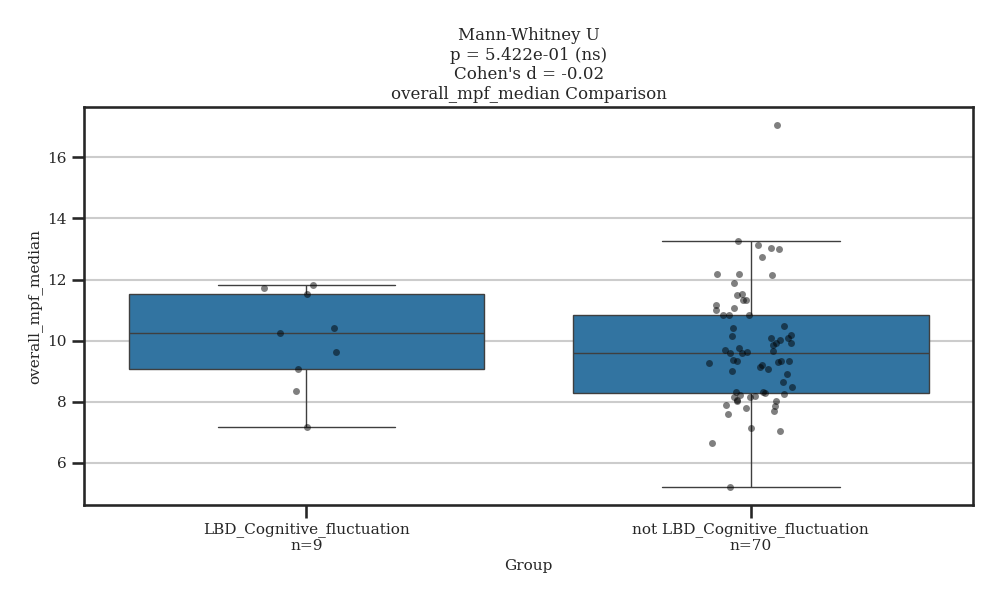 Mann-Whitney U
p = 5.422e-01 (ns)
Cohen's d = -0.02
overall_mpf_median Comparison
overall_mpf_median
16
14
12
10
8
6
LBD_Cognitive_fluctuation
n=9
not LBD_Cognitive_fluctuation
n=70
Group